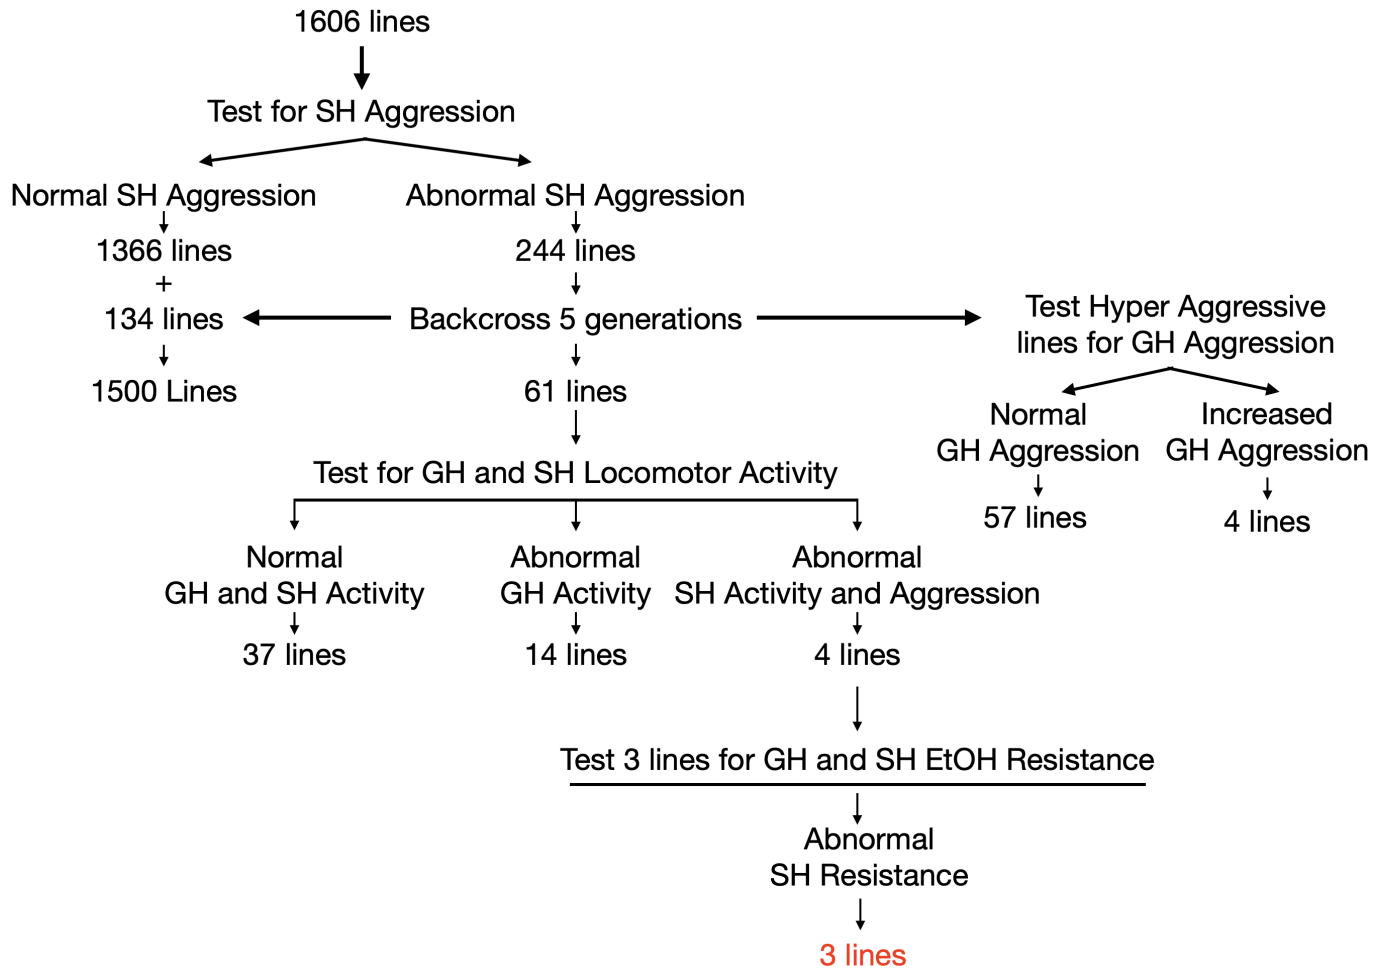 1606 lines
Test for SH Aggression
Normal SH Aggression
Abnormal SH Aggression
1366 lines
244 lines
+
134 lines
Backcross 5 generations
Test Hyper Aggressive
lines for GH Aggression
1500 Lines
61 lines
Normal
GH Aggression
Increased
GH Aggression
57 lines
4 lines
Test for GH and SH Locomotor Activity
Normal
GH and SH Activity
Abnormal
GH Activity
Abnormal
SH Activity and Aggression
37 lines
14 lines
4 lines
Test 3 lines for GH and SH EtOH Resistance
Abnormal
SH Resistance
3 lines